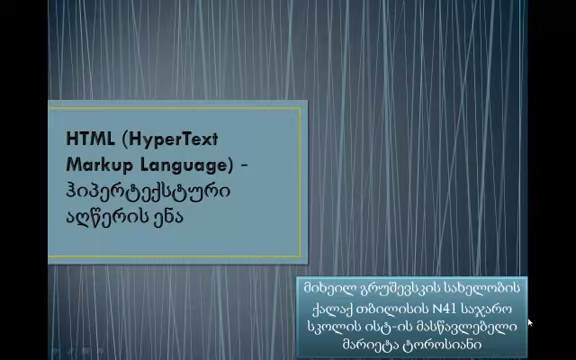 HTML (HyperText
Markup Language) -
ჰიპერტექსტური
აღწერის ენა
მიხეილ გრუშევსკის სახელობის
ქალაქ თბილისის N41 საჯარო
სკოლის ისტ-ის მასწავლებელი
მარიეტა ტოროსიანი